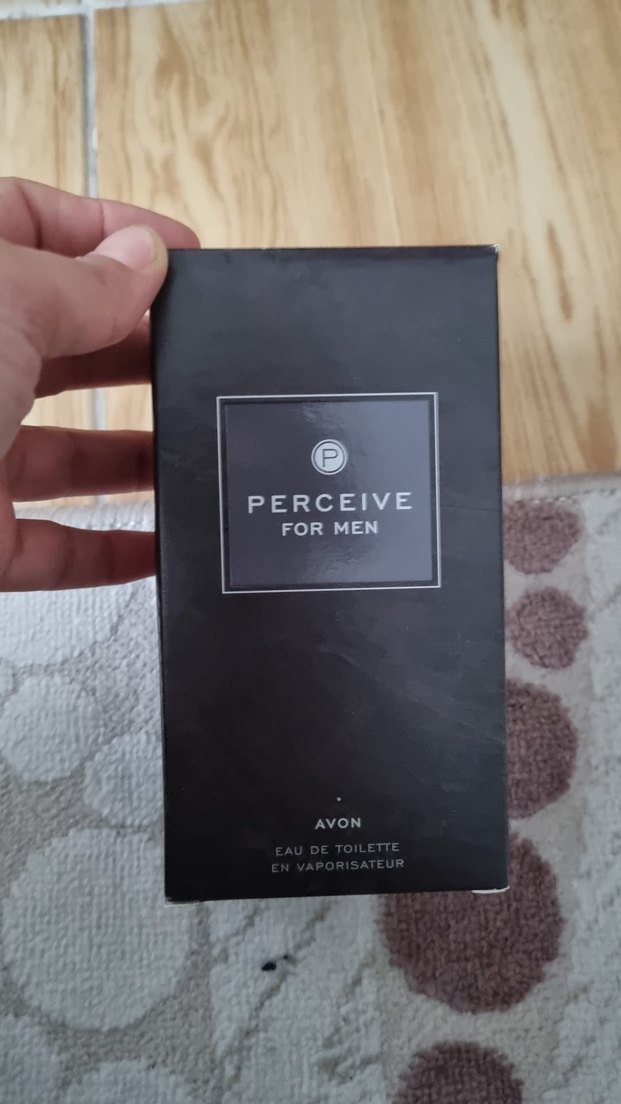 P
PERCEIVE
FOR MEN
AVON
EAU DE TOILETTE
EN VAPORISATEUR